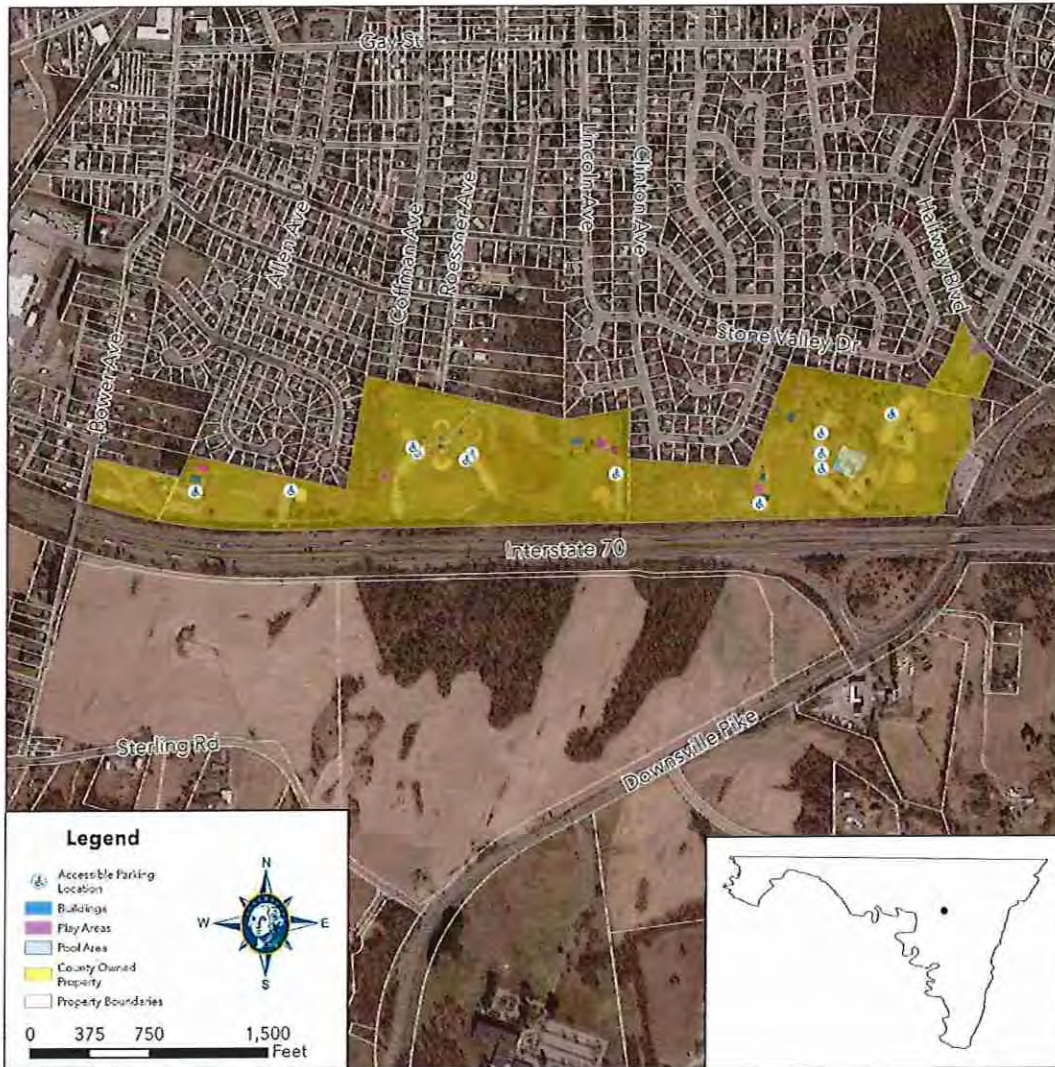 Gay St
Lincoln Ave
Clinton Ave
Halfway Blvd
Allen Ave
Coffman Ave
Roessner Ave
Stone Valley Dr
Bower Ave
Interstate 70
Sterling Rd
Downsville Pike
Legend
Accessible Parking
Location
Buildings
Play Areas
Pool Area
County Owned
Property
Property Boundaries
N
W
E
S
0 375 750 1,500
Feet